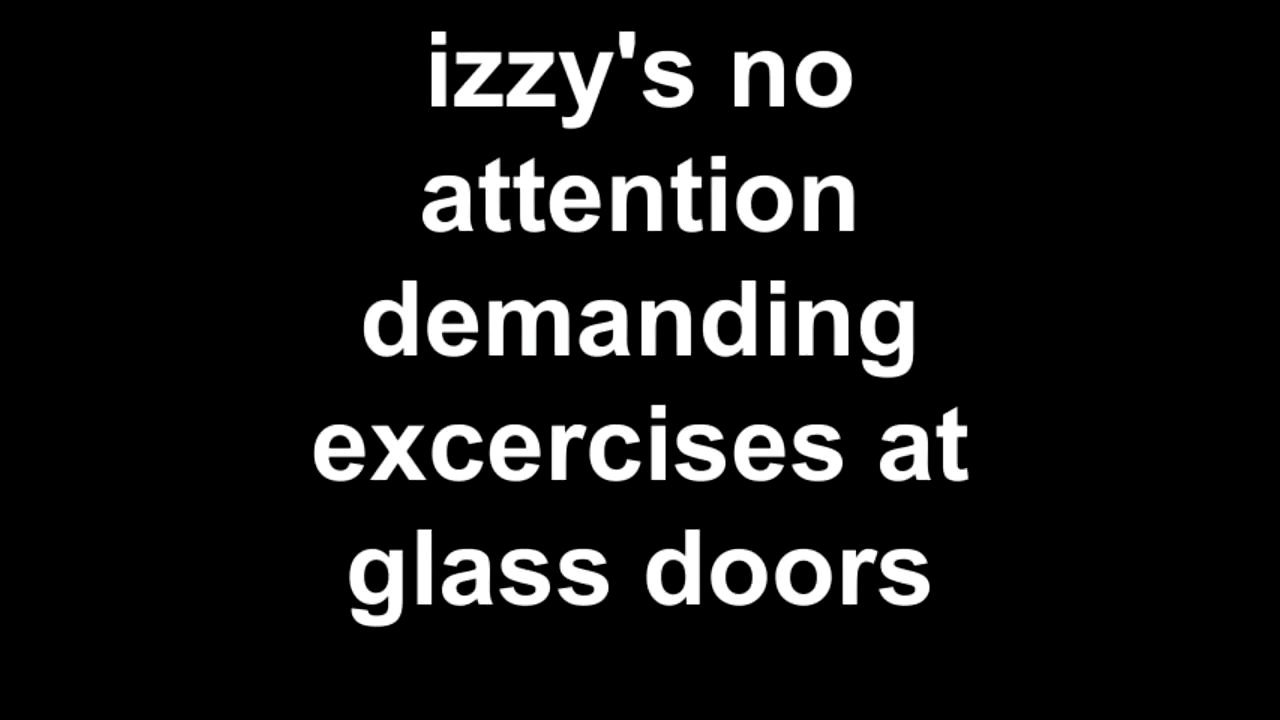 izzy's no
attention
demanding
excercises at
glass doors